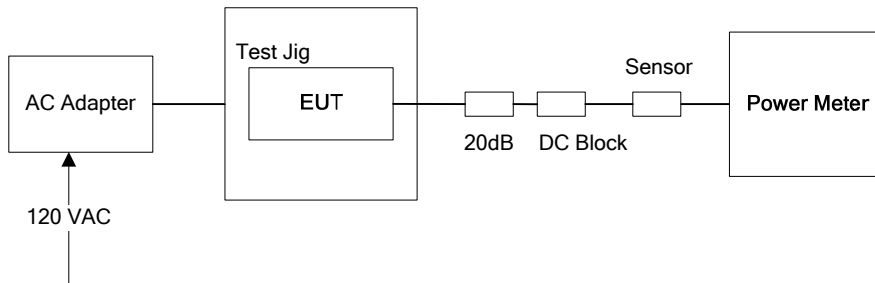 Test Jig
AC Adapter
EUT
Sensor
Power Meter
20dB
DC Block
120 VAC